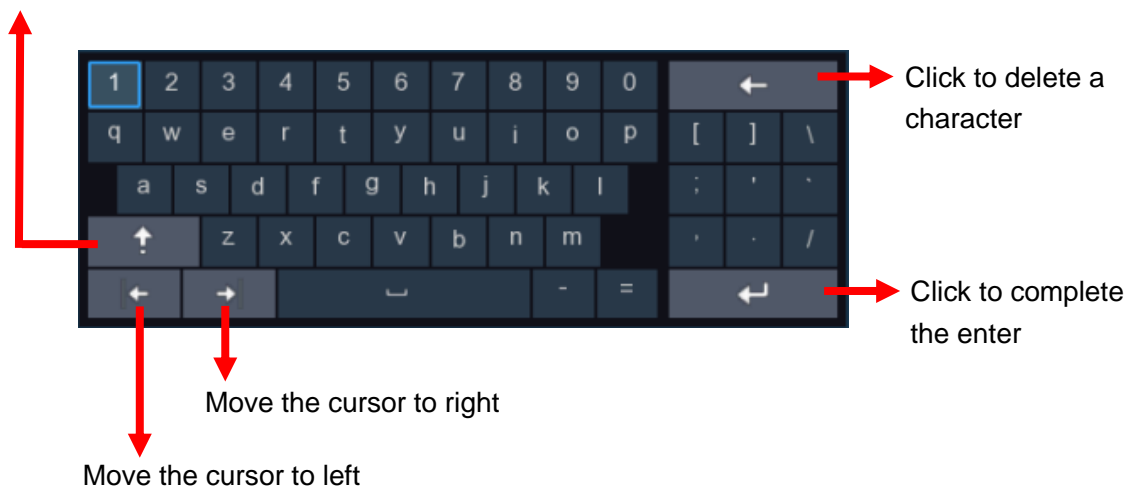 1 2 3 4 5 6 7 8 9 0
q w e r t y u i o p [ ] \
a s d f g h j k l ; ' `
z x c v b n m , . /
- =
Click to delete a
character
Click to complete
the enter
Move the cursor to right
Move the cursor to left